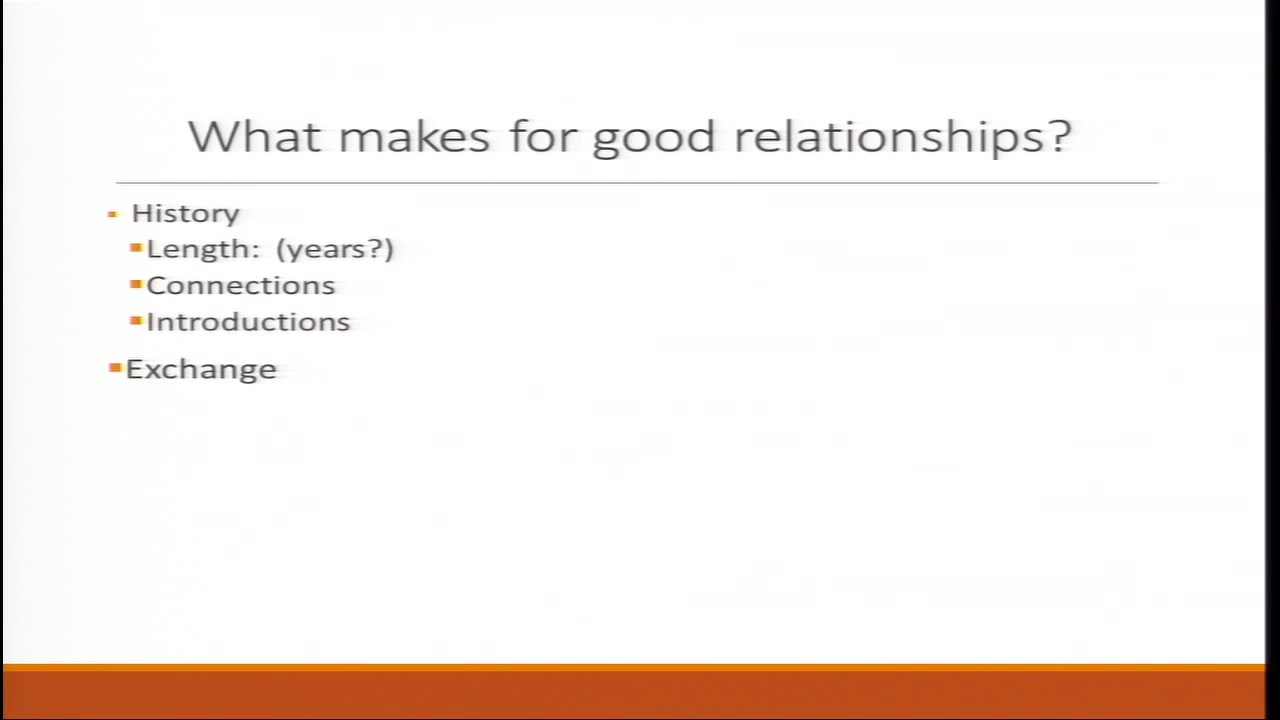 What makes for good relationships?
History
Length: (years?)
Connections
Introductions
Exchange